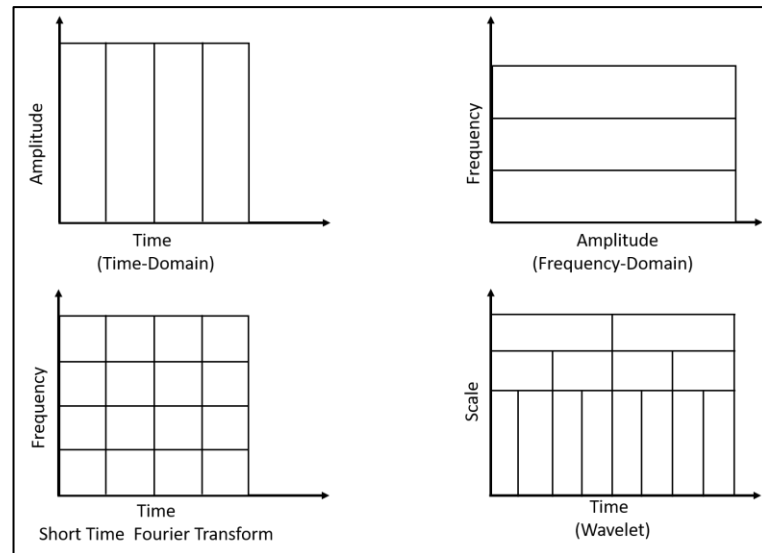 Amplitude
Time
(Time-Domain)
Frequency
Amplitude
(Frequency-Domain)
Frequency
Time
Short Time Fourier Transform
Scale
Time
(Wavelet)